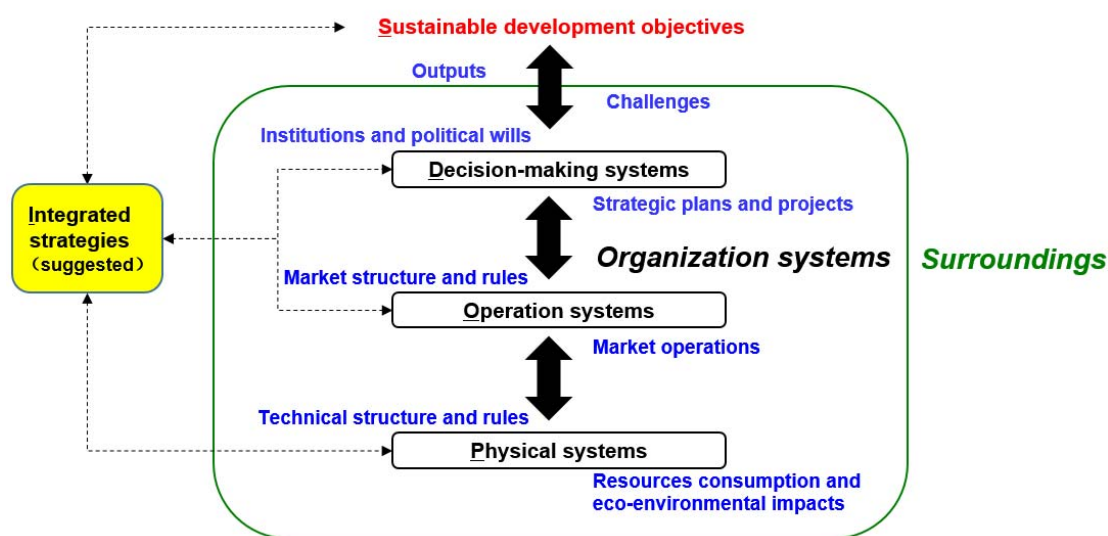 Sustainable development objectives
Outputs
Challenges
Institutions and political wills
Decision-making systems
Strategic plans and projects
Integrated
strategies
（suggested）
Organization systems
Surroundings
Market structure and rules
Operation systems
Market operations
Technical structure and rules
Physical systems
Resources consumption and
eco-environmental impacts